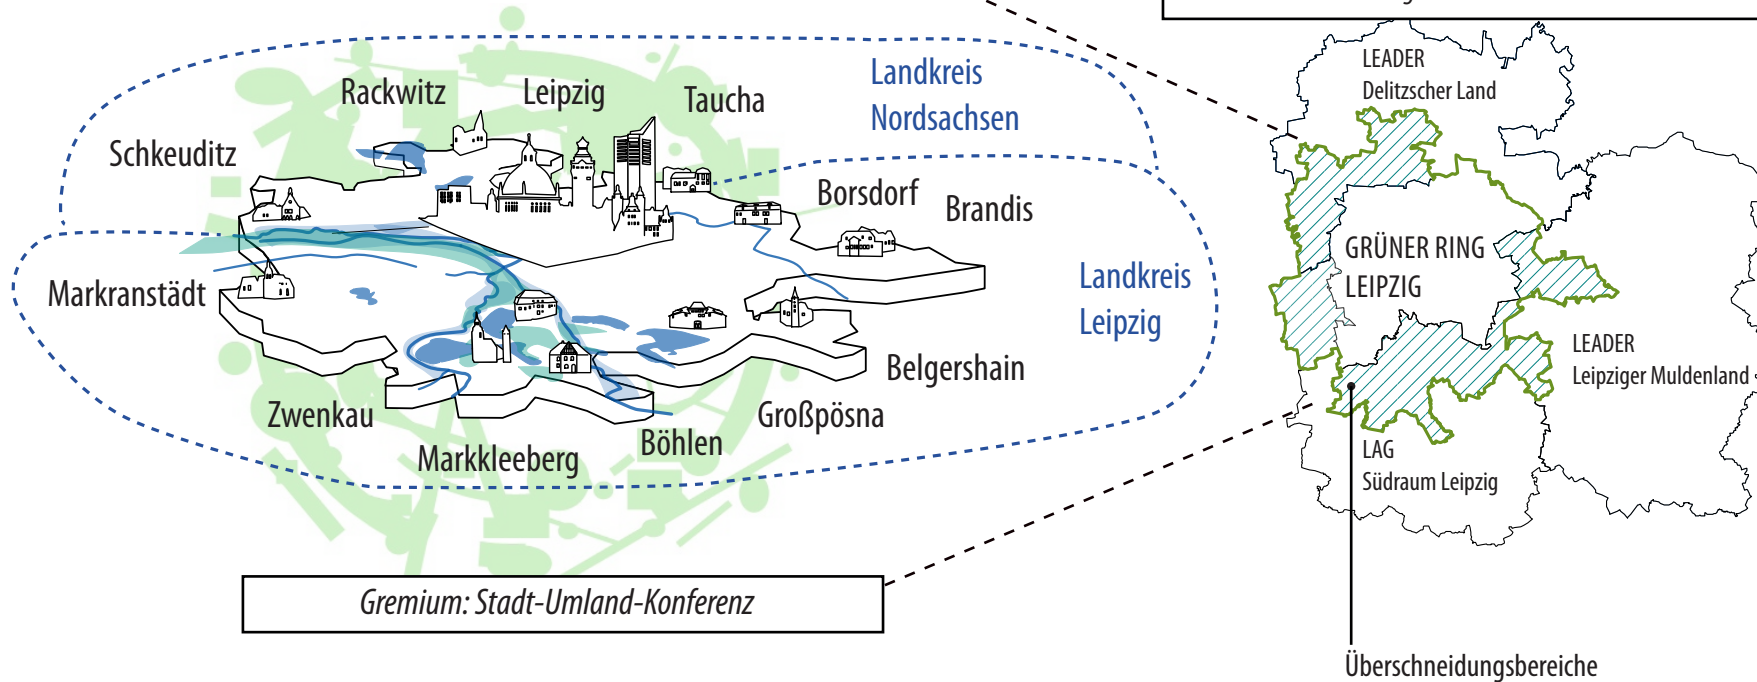 Rackwitz
Leipzig
Taucha
Schkeuditz
Landkreis
Nordsachsen
Borsdorf
Brandis
Markranstädt
Landkreis
Leipzig
Belgershain
Großpösna
Zwenkau
Böhlen
Markkleeberg
Gremium: Stadt-Umland-Konferenz
LEADER
Delitzscher Land
GRÜNER RING
LEIPZIG
LEADER
Leipziger Muldenland
LAG
Südraum Leipzig
Überschneidungsbereiche